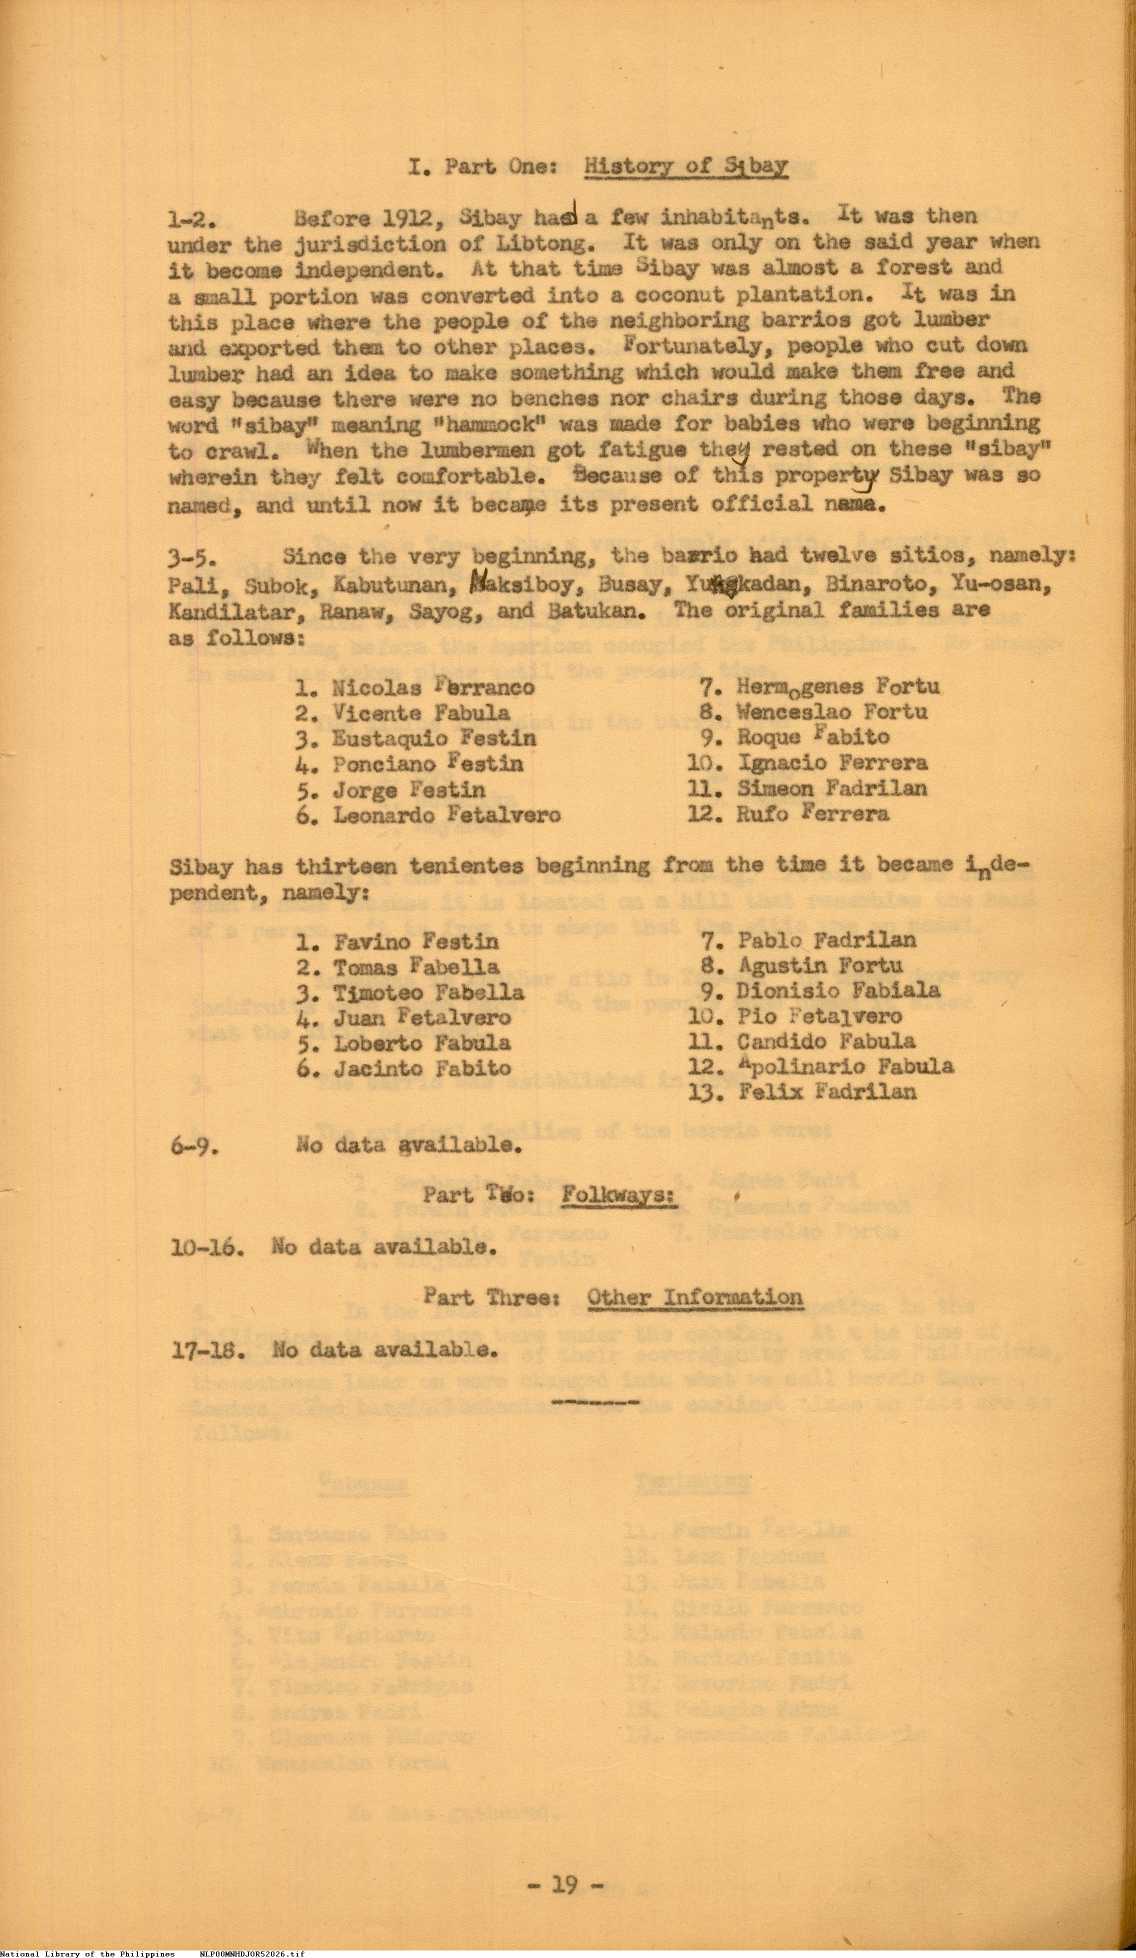 I. Part One: History of Sibay
1-2. Before 1912, Sibay had a few inhabitants. It was then
under the jurisdiction of Libtong. It was only on the said year when
it become independent. At that time Sibay was almost a forest and
a small portion was converted into a coconut plantation. It was in
this place where the people of the neighboring barrios got lumber
and exported them to other places. Fortunately, people who cut down
lumber had an idea to make something which would make them free and
easy because there were no benches nor chairs during those days. The
word "sibay" meaning "hammock" was made for babies who were beginning
to crawl. When the lumbermen got fatigue they rested on these "sibay"
wherein they felt comfortable. Because of this property Sibay was so
named, and until now it became its present official name.
3-5. Since the very beginning, the barrio had twelve sitios, namely:
Pali, Subok, Kabutunan, Maksiboy, Busay, Yungkadan, Binaroto, Yu-osan,
Kandilatar, Ranaw, Sayog, and Batukan. The original families are
as follows:
1. Nicolas Ferranco 7. Hermogenes Fortu
2. Vicente Fabula 8. Wenceslao Fortu
3. Eustaquio Festin 9. Roque Fabito
4. Ponciano Festin 10. Ignacio Ferrera
5. Jorge Festin 11. Simeon Fadrilan
6. Leonardo Fetalvero 12. Rufo Ferrera
Sibay has thirteen tenientes beginning from the time it became inde-
pendent, namely:
1. Favino Festin 7. Pablo Fadrilan
2. Tomas Fabella 8. Agustin Fortu
3. Timoteo Fabella 9. Dionisio Fabiala
4. Juan Fetalvero 10. Pio Fetalvero
5. Loberto Fabula 11. Candido Fabula
6. Jacinto Fabito 12. Apolinario Fabula
13. Felix Fadrilan
6-9. No data available.
Part Two: Folkways:
10-16. No data available.
Part Three: Other Information
17-18. No data available.
-------
- 19 -
National Library of the Philippines NLPOOMNHDJOR52026.tif